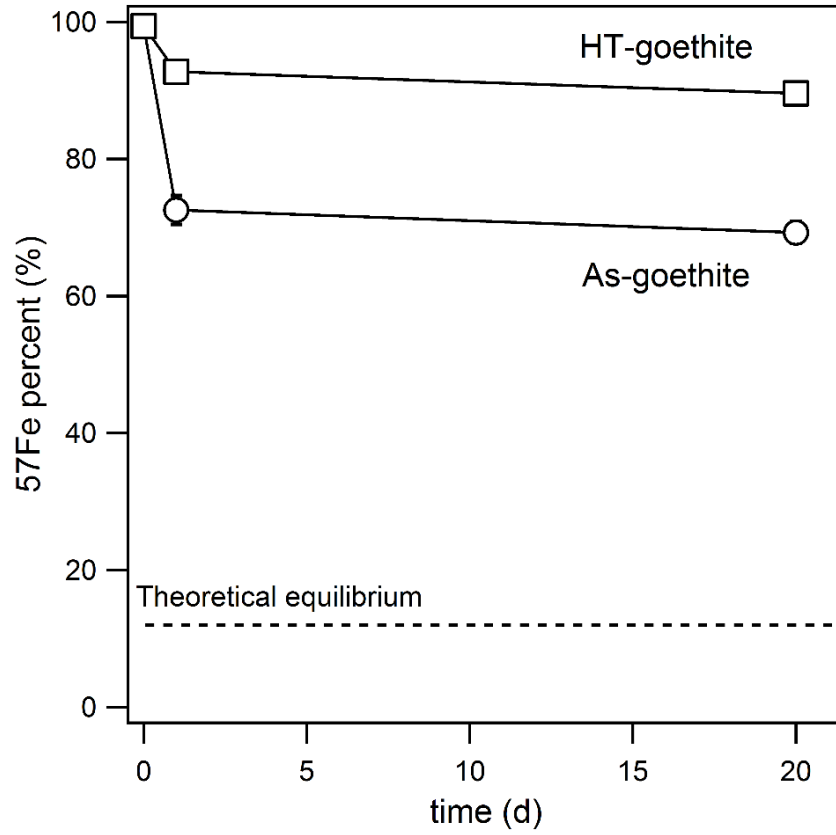 100
80
60
40
20
0
57Fe percent (%)
HT-goethite
As-goethite
Theoretical equilibrium
0 5 10 15 20
time (d)